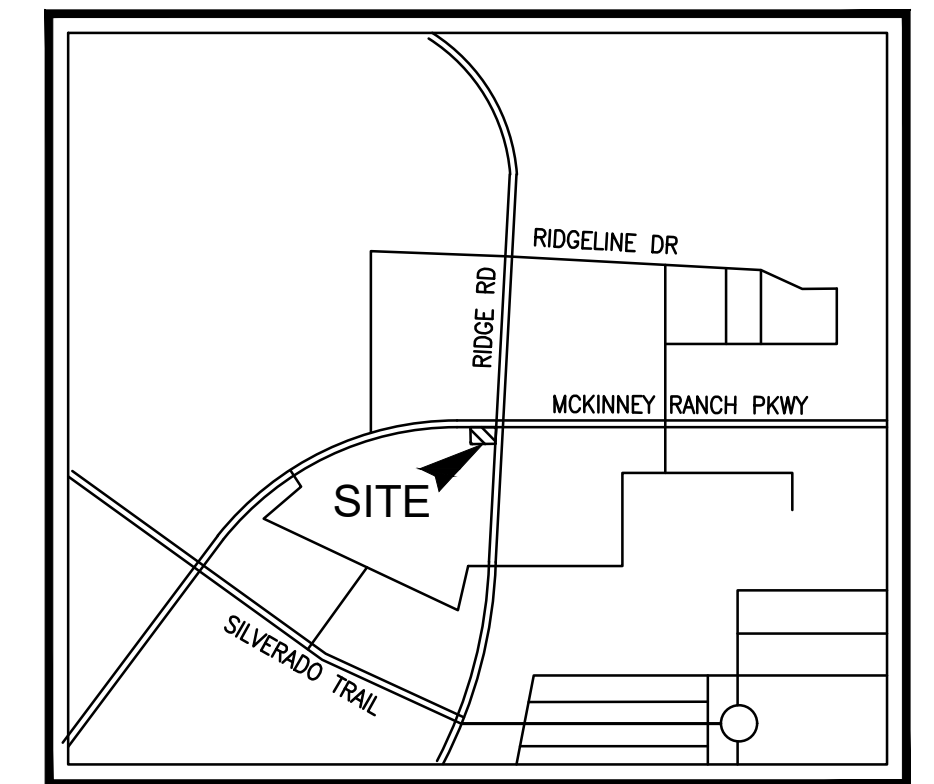 RIDGELINE DR
RIDGE RD
MCKINNEY RANCH PKWY
SITE
SILVERADO TRAIL